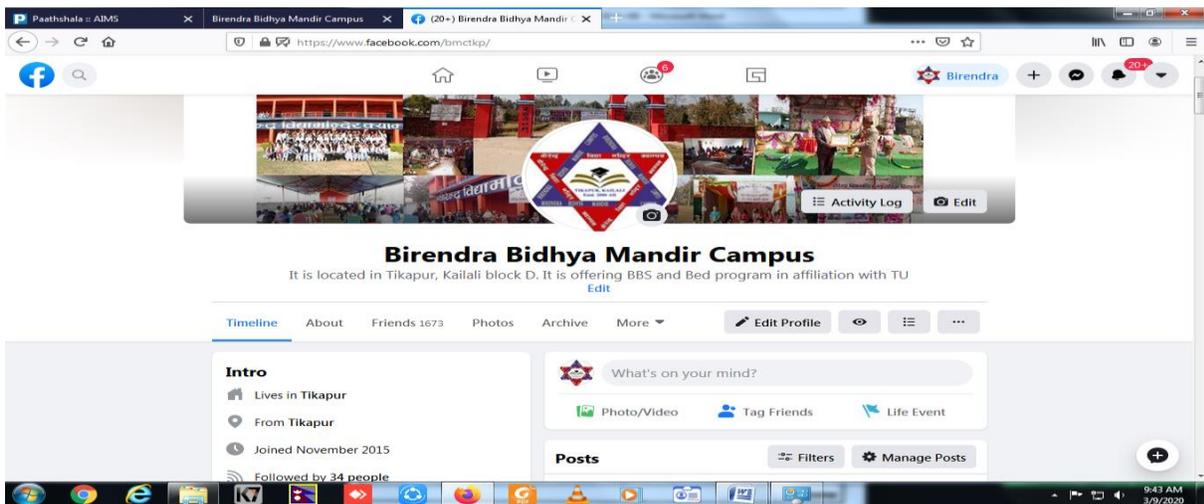 Paathshala :: AIMS
Birendra Bidhya Mandir Campus
(20+) Birendra Bidhya Mandir C
https://www.facebook.com/bmctkp/
6
Birendra
20+
TIKAPUR, KAILALI
Activity Log
Edit
Birendra Bidhya Mandir Campus
It is located in Tikapur, Kailali block D. It is offering BBS and Bed program in affiliation with TU
Edit
Timeline About Friends 1673 Photos Archive More Edit Profile
Intro
Lives in Tikapur
From Tikapur
Joined November 2015
Followed by 34 people
What's on your mind?
Photo/Video Tag Friends Life Event
Posts Filters Manage Posts
K7
9:43 AM
3/9/2020